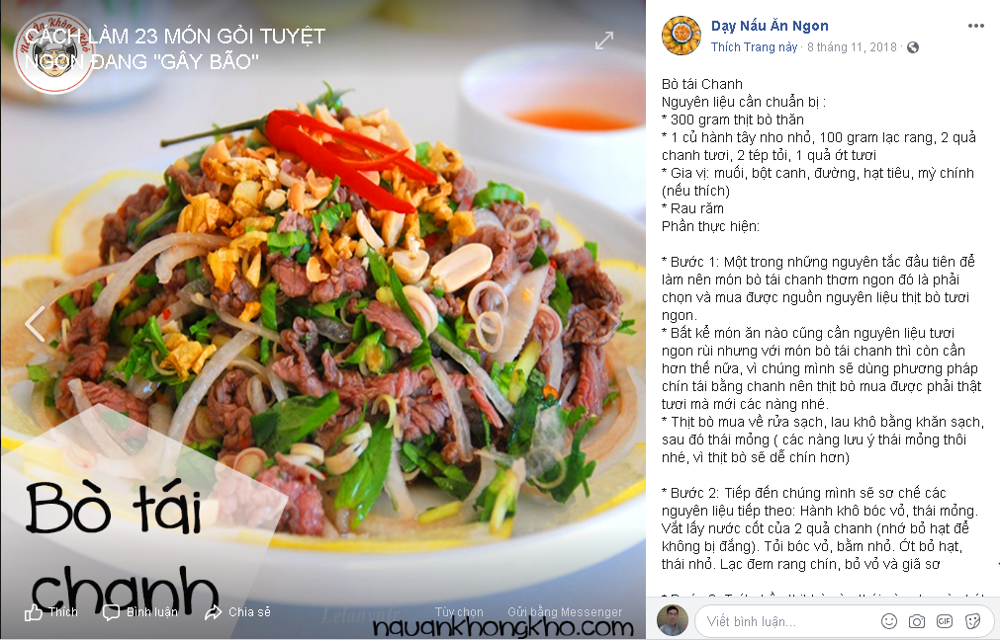 Nấu Ăn Không Khó
CÁCH LÀM 23 MÓN GỎI TUYỆT
NGON ĐANG "GÂY BÃO"
Bò tái
chanh
Thích
Bình luận
Chia sẻ
Tùy chọn
Gửi bằng Messenger
nauankhongkho.com
Dạy Nấu Ăn Ngon
Thích Trang này · 8 tháng 11, 2018 ·
Bò tái Chanh
Nguyên liệu cần chuẩn bị :
* 300 gram thịt bò thăn
* 1 củ hành tây nho nhỏ, 100 gram lạc rang, 2 quả
chanh tươi, 2 tép tỏi, 1 quả ớt tươi
* Gia vị: muối, bột canh, đường, hạt tiêu, mỳ chính
(nếu thích)
* Rau răm
Phần thực hiện:
* Bước 1: Một trong những nguyên tắc đầu tiên để
làm nên món bò tái chanh thơm ngon đó là phải
chọn và mua được nguồn nguyên liệu thịt bò tươi
ngon.
* Bất kể món ăn nào cũng cần nguyên liệu tươi
ngon rùi nhưng với món bò tái chanh thì còn cần
hơn thế nữa, vì chúng mình sẽ dùng phương pháp
chín tái bằng chanh nên thịt bò mua được phải thật
tươi mà mới các nàng nhé.
* Thịt bò mua về rửa sạch, lau khô bằng khăn sạch,
sau đó thái mỏng ( các nàng lưu ý thái mỏng thôi
nhé, vì thịt bò sẽ dễ chín hơn)
* Bước 2: Tiếp đến chúng mình sẽ sơ chế các
nguyên liệu tiếp theo: Hành khô bóc vỏ, thái mỏng.
Vắt lấy nước cốt của 2 quả chanh (nhớ bỏ hạt để
không bị đắng). Tỏi bóc vỏ, bằm nhỏ. Ớt bỏ hạt,
thái nhỏ. Lạc đem rang chín, bỏ vỏ và giã sơ
Viết bình luận...
GIF